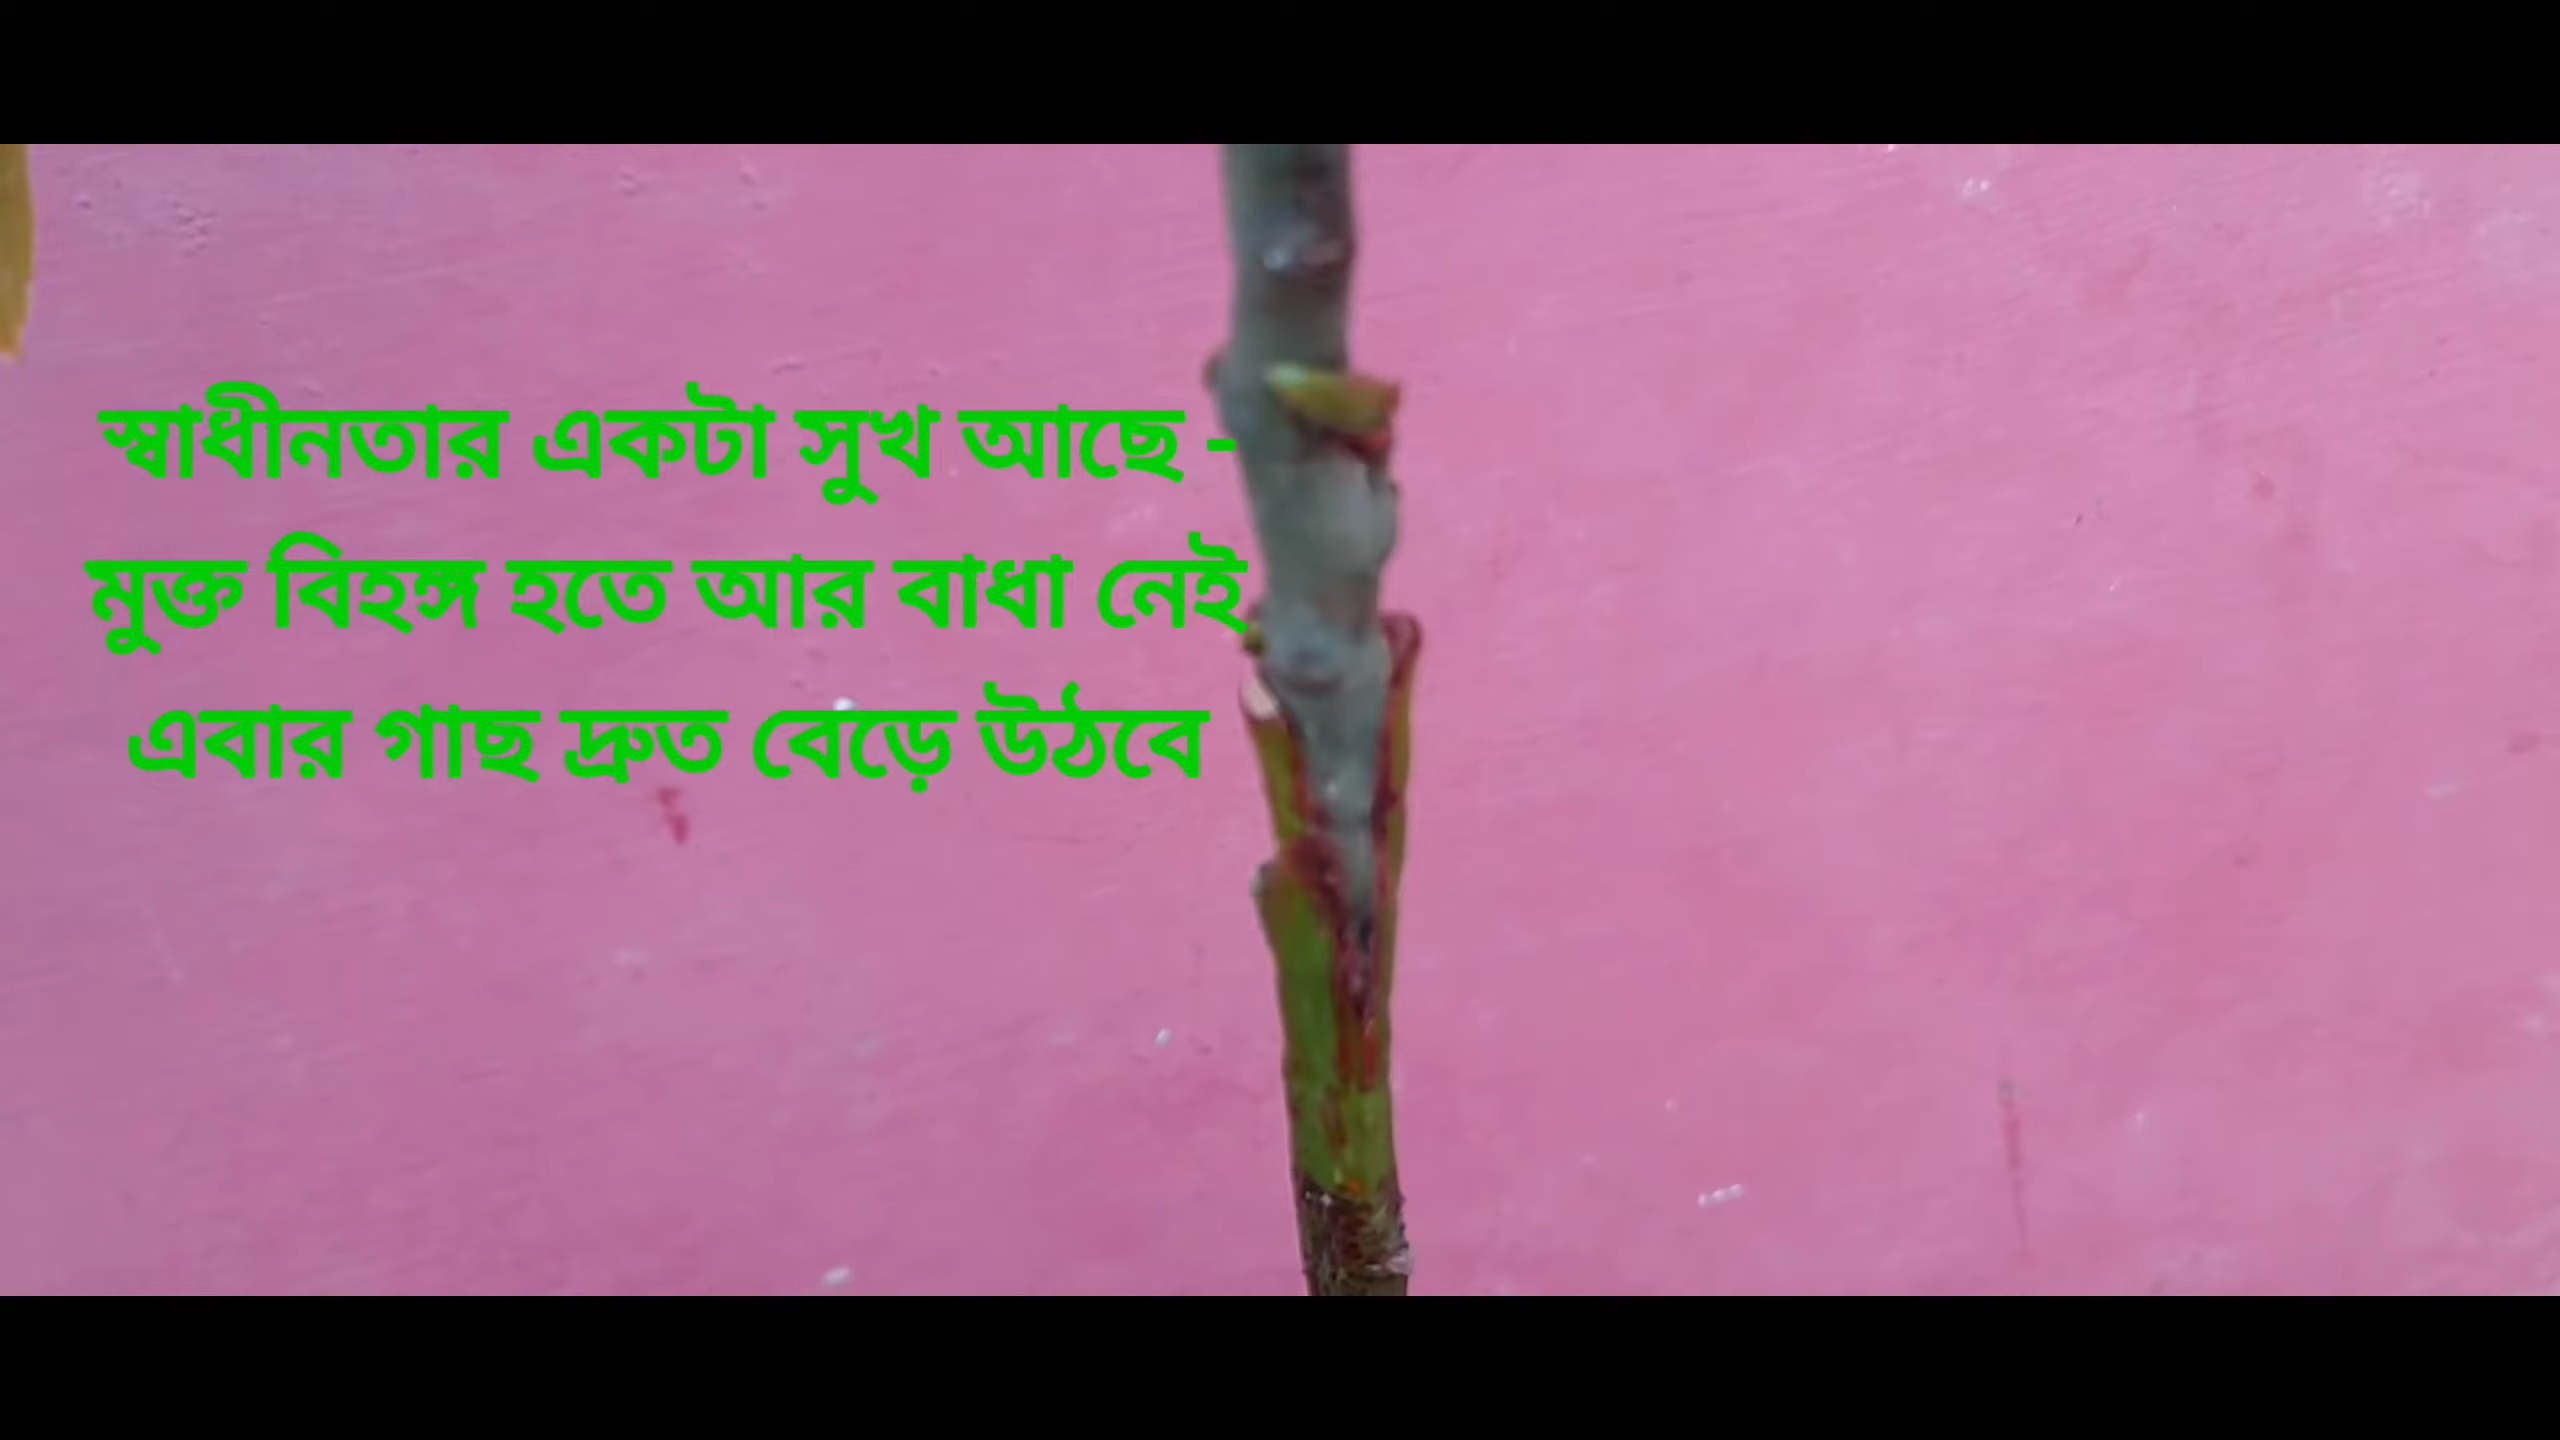 স্বাধীনতার একটা সুখ আছে -
মুক্ত বিহঙ্গ হতে আর বাধা নেই
এবার গাছ দ্রুত বেড়ে উঠবে